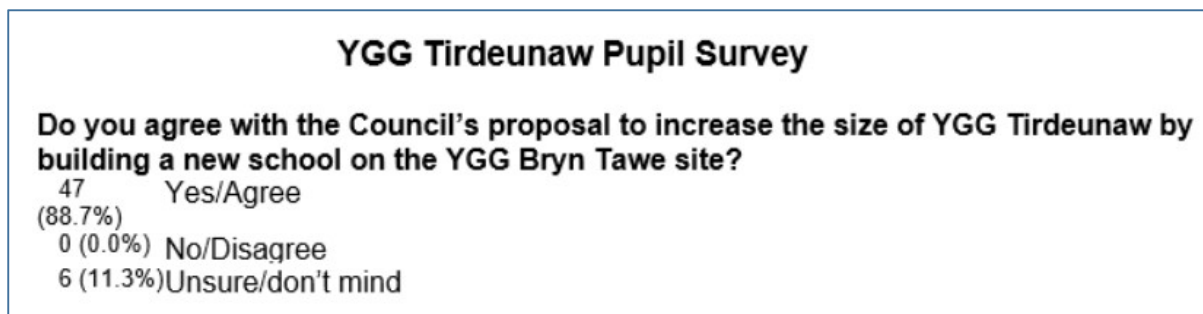 YGG Tirdeunaw Pupil Survey
Do you agree with the Council's proposal to increase the size of YGG Tirdeunaw by
building a new school on the YGG Bryn Tawe site?
47 Yes/Agree
(88.7%)
0 (0.0%) No/Disagree
6 (11.3%) Unsure/don't mind